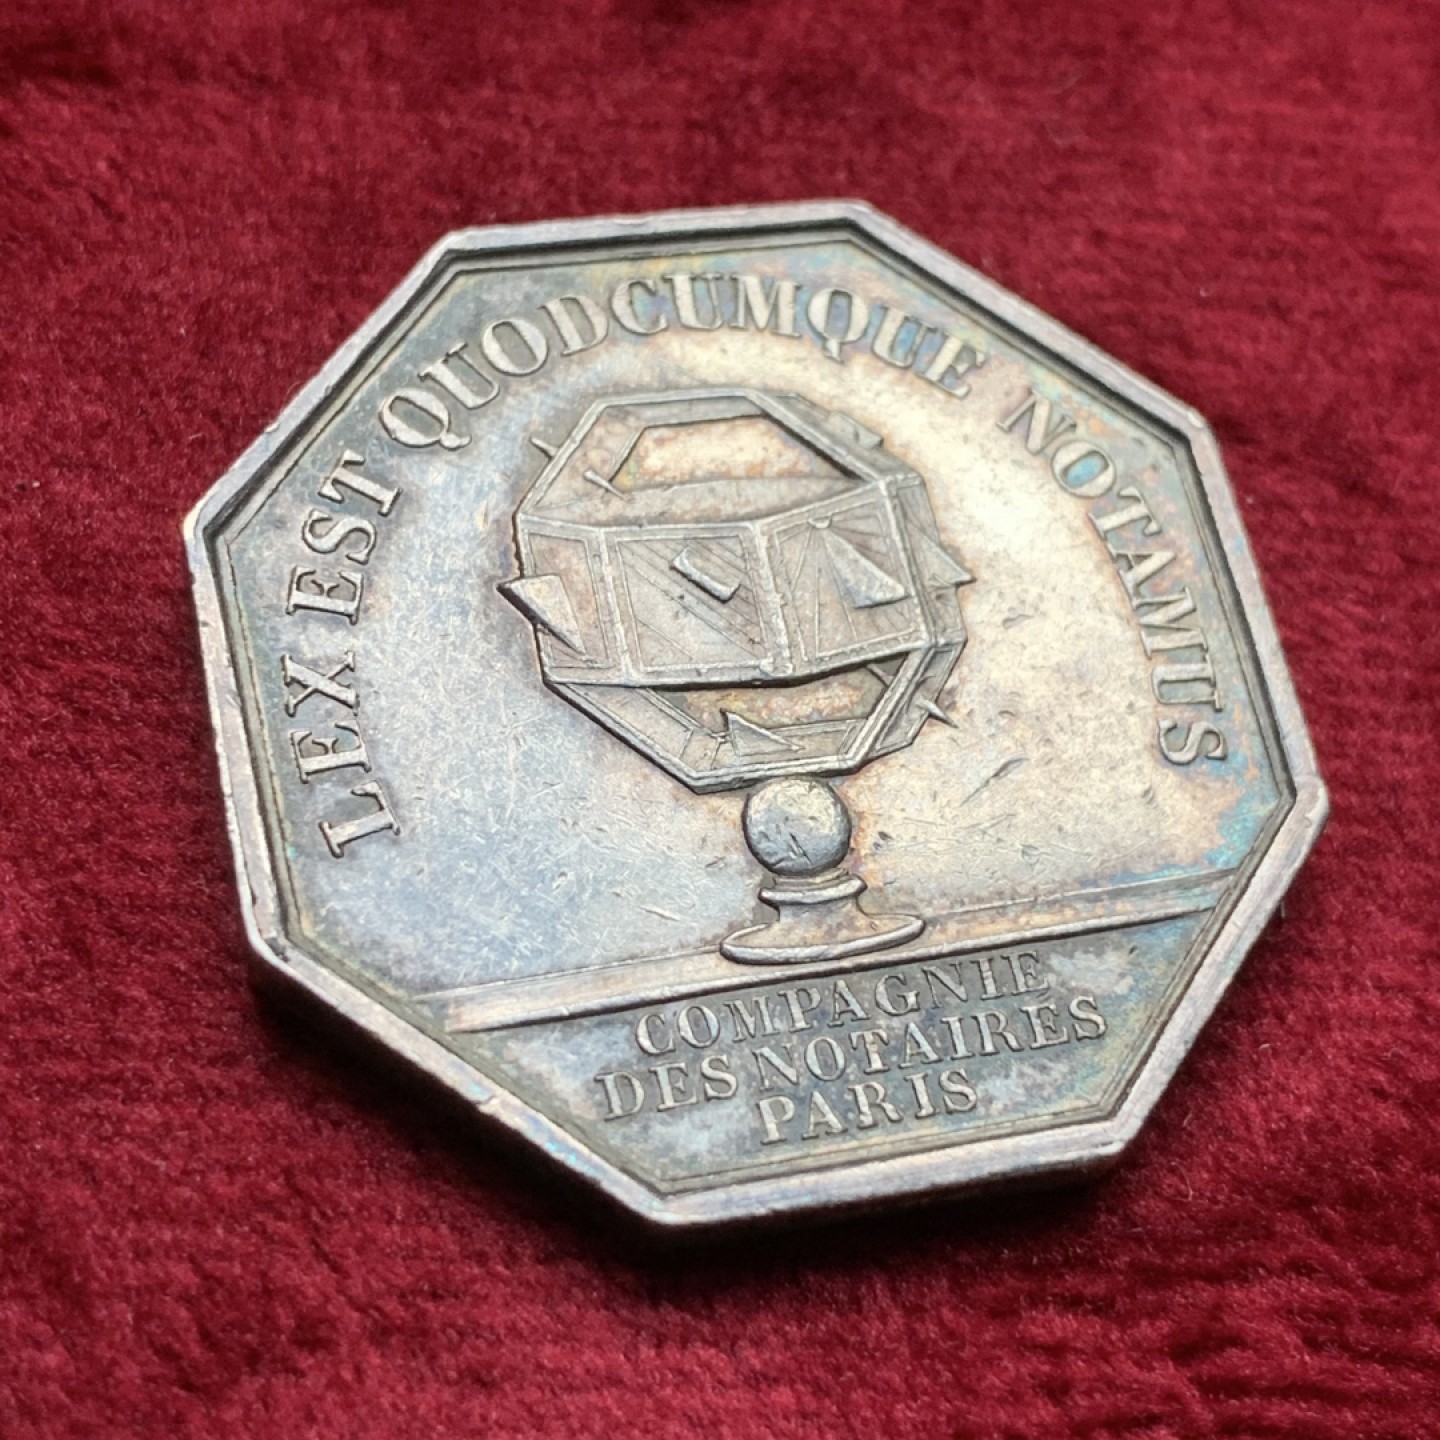 LEX EST QUODCUMQUE NOTAMUS
COMPAGNIE
DES NOTAIRES
PARIS